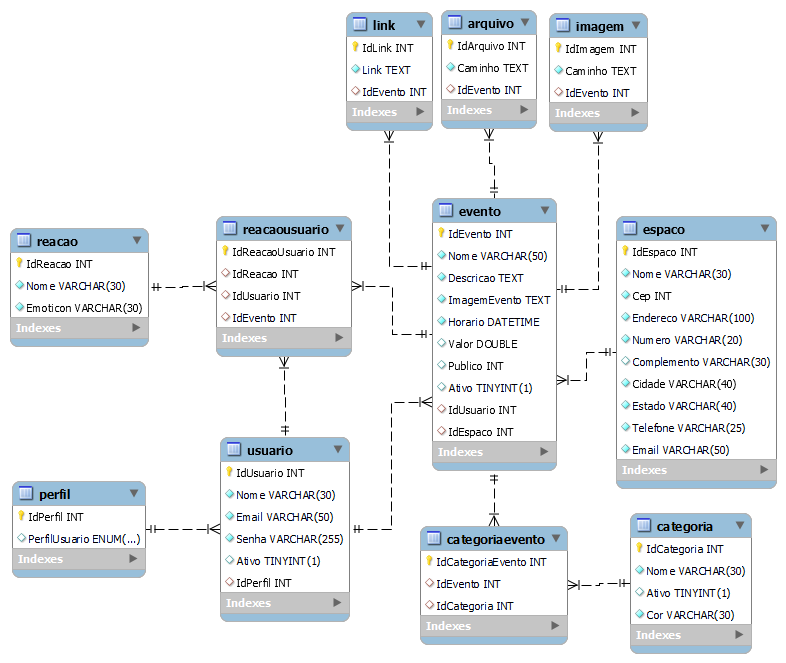 link
IdLink INT
Link TEXT
IdEvento INT
Indexes
arquivo
IdArquivo INT
Caminho TEXT
IdEvento INT
Indexes
imagem
IdImagem INT
Caminho TEXT
IdEvento INT
Indexes
reacao
IdReacao INT
Nome VARCHAR(30)
Emoticon VARCHAR(30)
Indexes
reacaousuario
IdReacaoUsuario INT
IdReacao INT
IdUsuario INT
IdEvento INT
Indexes
evento
IdEvento INT
Nome VARCHAR(50)
Descricao TEXT
ImagemEvento TEXT
Horario DATETIME
Valor DOUBLE
Publico INT
Ativo TINYINT(1)
IdUsuario INT
IdEspaco INT
Indexes
espaco
IdEspaco INT
Nome VARCHAR(30)
Cep INT
Endereco VARCHAR(100)
Numero VARCHAR(20)
Complemento VARCHAR(30)
Cidade VARCHAR(40)
Estado VARCHAR(40)
Telefone VARCHAR(25)
Email VARCHAR(50)
Indexes
perfil
IdPerfil INT
PerfilUsuario ENUM(...)
Indexes
usuario
IdUsuario INT
Nome VARCHAR(30)
Email VARCHAR(50)
Senha VARCHAR(255)
Ativo TINYINT(1)
IdPerfil INT
Indexes
categoriaevento
IdCategoriaEvento INT
IdEvento INT
IdCategoria INT
Indexes
categoria
IdCategoria INT
Nome VARCHAR(30)
Ativo TINYINT(1)
Cor VARCHAR(30)
Indexes